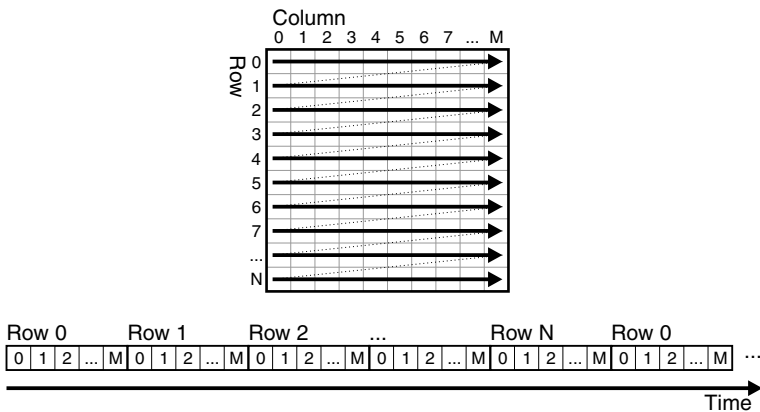 Column
0 1 2 3 4 5 6 7 ... M
Row
0
1
2
3
4
5
6
7
...
N
Row 0 Row 1 Row 2 ... Row N Row 0
0 1 2 ... M 0 1 2 ... M 0 1 2 ... M 0 1 2 ... M 0 1 2 ... M 0 1 2 ... M ...
Time